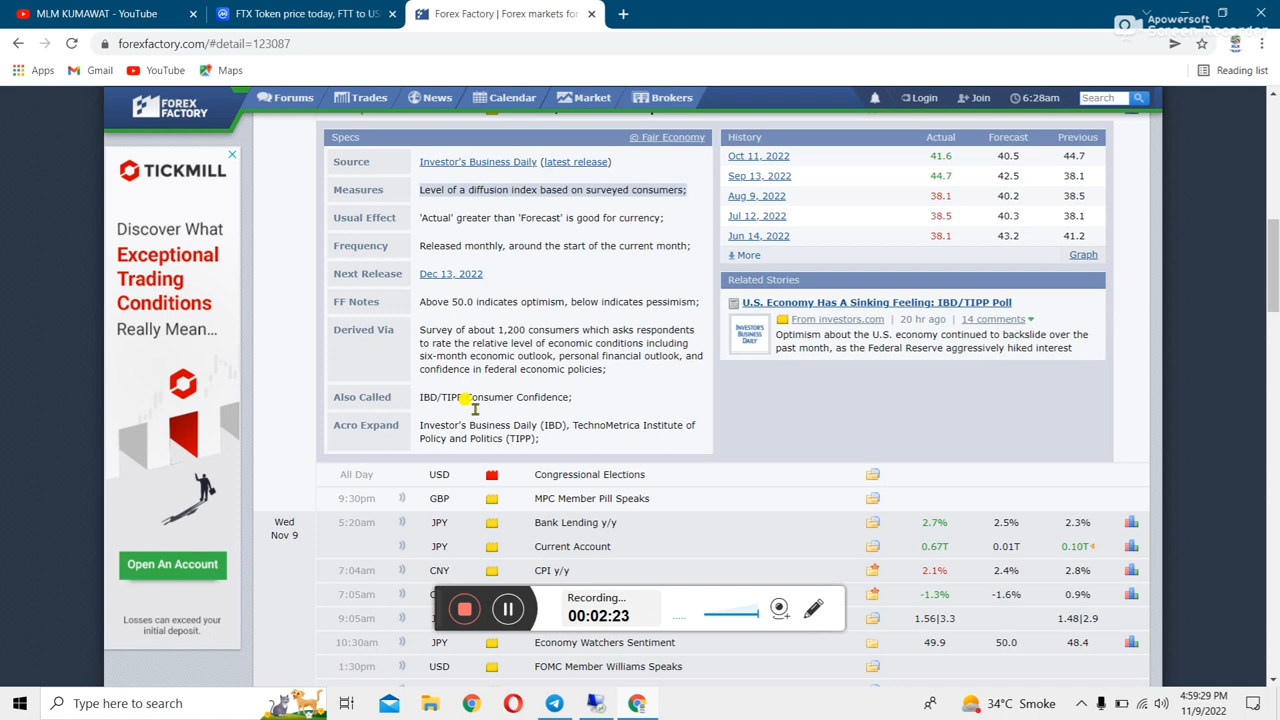 MLM KUMAWAT - YouTube
FTX Token price today, FTT to US
Forex Factory | Forex markets for
Apowersoft
Screen Recorder
forexfactory.com/#detail=123087
Apps
Gmail
YouTube
Maps
Reading list
FOREX
FACTORY
Forums
Trades
News
Calendar
Market
Brokers
Login
Join
6:28am
Search
TICKMILL
Discover What
Exceptional
Trading
Conditions
Really Mean...
Open An Account
Losses can exceed your
initial deposit.
Specs
© Fair Economy
Source
Investor's Business Daily (latest release)
Measures
Level of a diffusion index based on surveyed consumers;
Usual Effect
'Actual' greater than 'Forecast' is good for currency;
Frequency
Released monthly, around the start of the current month;
Next Release
Dec 13, 2022
FF Notes
Above 50.0 indicates optimism, below indicates pessimism;
Derived Via
Survey of about 1,200 consumers which asks respondents
to rate the relative level of economic conditions including
six-month economic outlook, personal financial outlook, and
confidence in federal economic policies;
Also Called
IBD/TIPP Consumer Confidence;
Acro Expand
Investor's Business Daily (IBD), TechnoMetrica Institute of
Policy and Politics (TIPP);
History Actual Forecast Previous
Oct 11, 2022 41.6 40.5 44.7
Sep 13, 2022 44.7 42.5 38.1
Aug 9, 2022 38.1 40.2 38.5
Jul 12, 2022 38.5 40.3 38.1
Jun 14, 2022 38.1 43.2 41.2
More
Graph
Related Stories
U.S. Economy Has A Sinking Feeling: IBD/TIPP Poll
INVESTOR'S
BUSINESS
DAILY
From investors.com | 20 hr ago | 14 comments
Optimism about the U.S. economy continued to backslide over the
past month, as the Federal Reserve aggressively hiked interest
All Day USD Congressional Elections
9:30pm GBP MPC Member Pill Speaks
Wed
Nov 9
5:20am JPY Bank Lending y/y 2.7% 2.5% 2.3%
JPY Current Account 0.67T 0.01T 0.10T
7:04am CNY CPI y/y 2.1% 2.4% 2.8%
7:05am -1.3% -1.6% 0.9%
9:05am 1.56|3.3 1.48|2.9
10:30am JPY Economy Watchers Sentiment 49.9 50.0 48.4
1:30pm USD FOMC Member Williams Speaks
Recording...
00:02:23
Type here to search
34°C Smoke
4:59:29 PM
11/9/2022